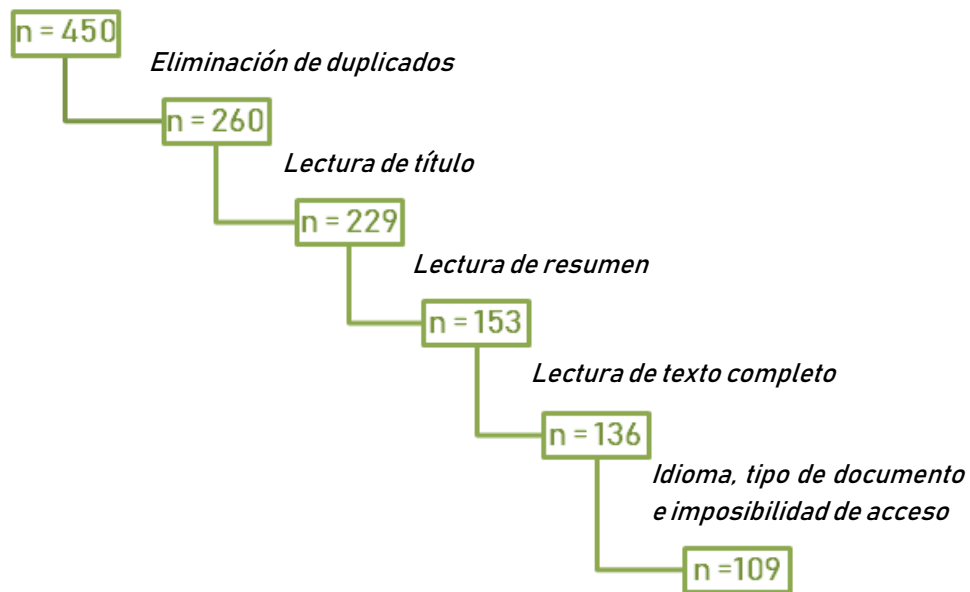 n = 450
Eliminación de duplicados
n = 260
Lectura de título
n = 229
Lectura de resumen
n = 153
Lectura de texto completo
n = 136
Idioma, tipo de documento
e imposibilidad de acceso
n =109